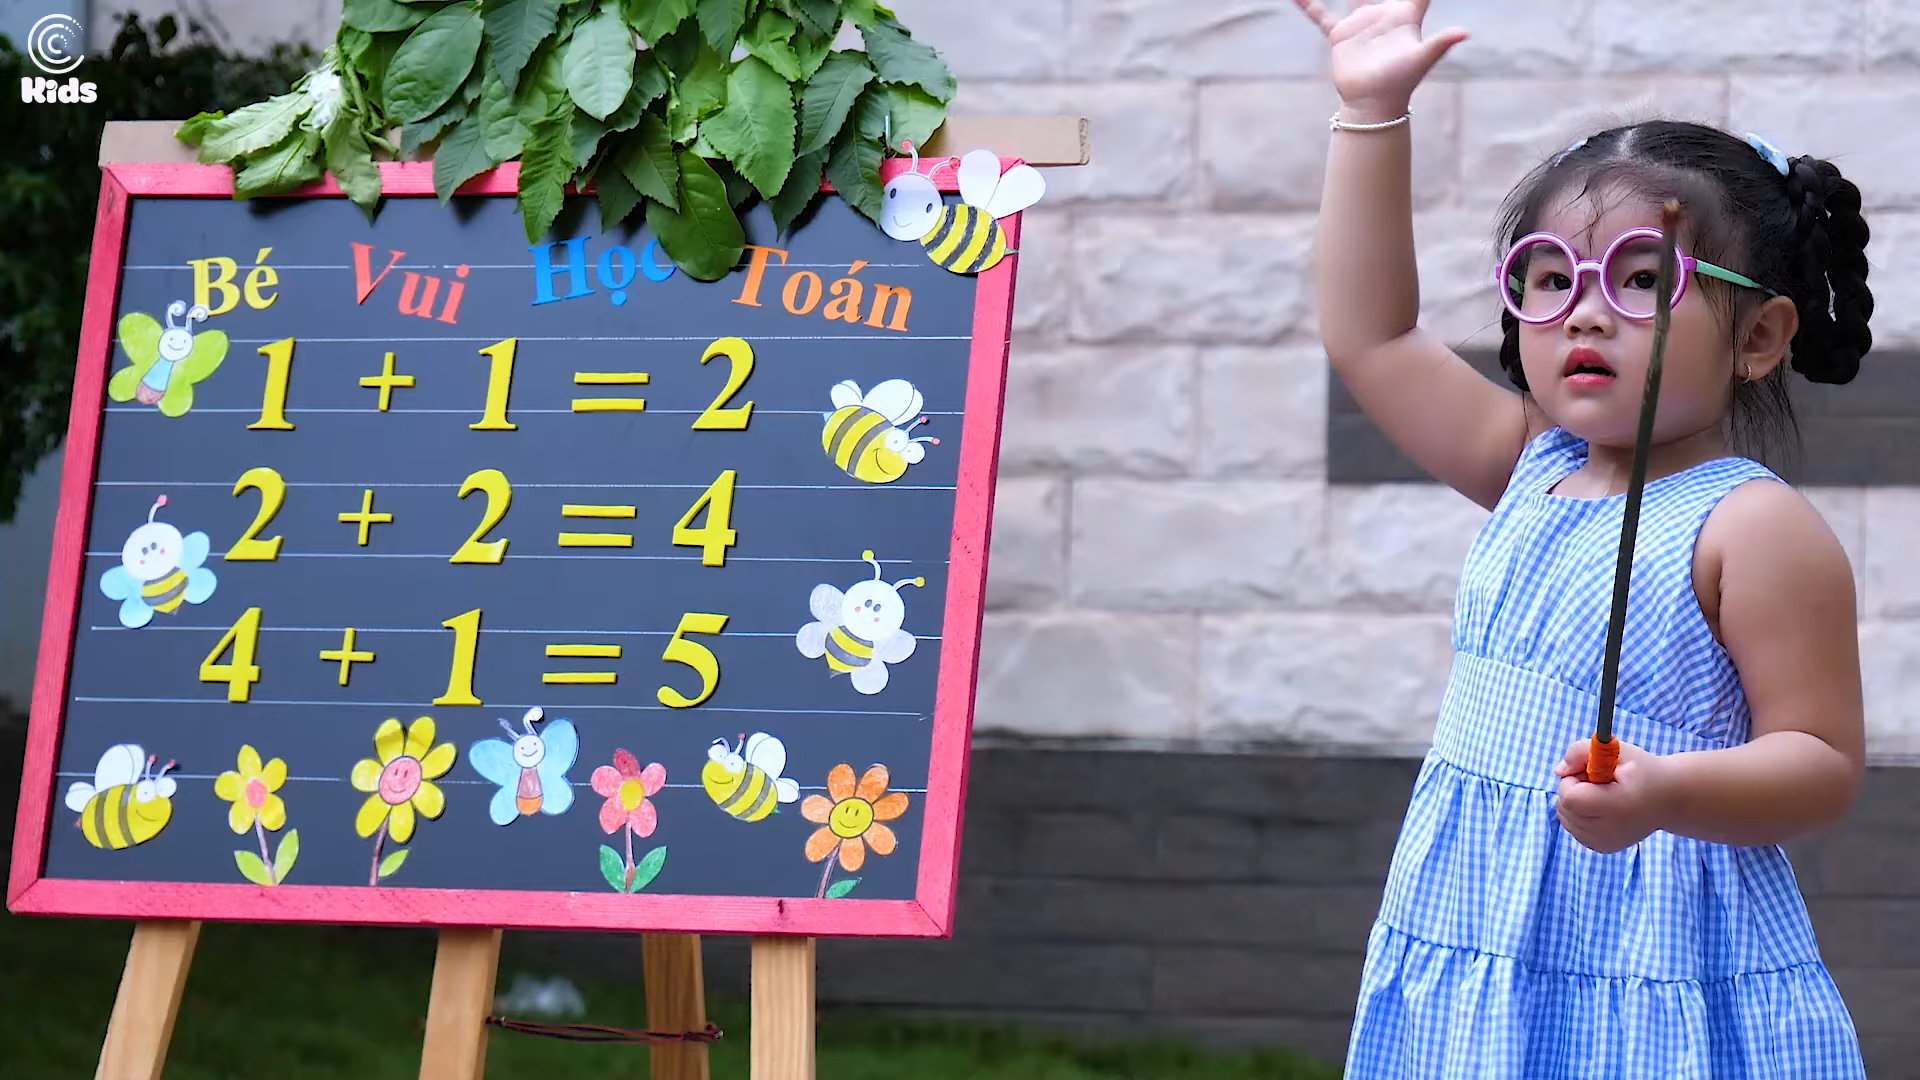 Kids
Bé Vui Học Toán
1 + 1 = 2
2 + 2 = 4
4 + 1 = 5